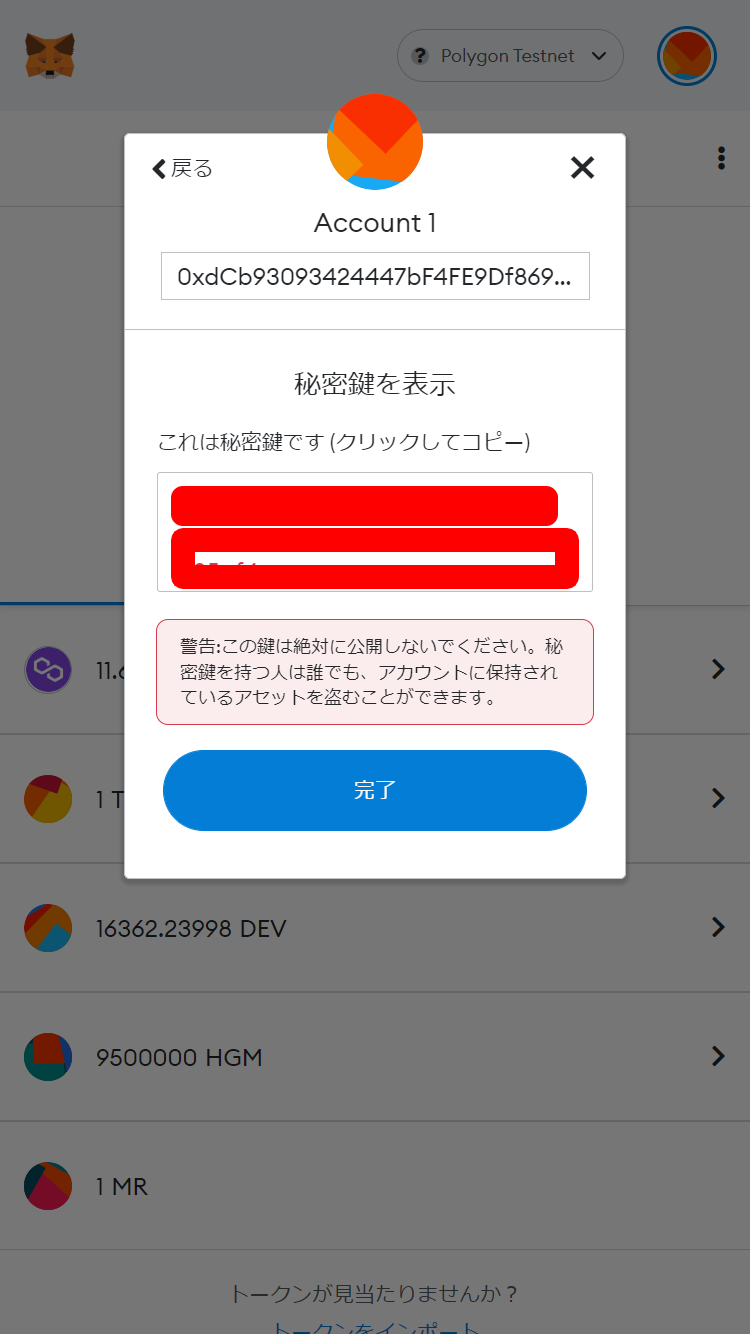 Polygon Testnet
戻る
Account 1
0xdCb93093424447bF4FE9Df869...
秘密鍵を表示
これは秘密鍵です (クリックしてコピー)
警告:この鍵は絶対に公開しないでください。秘
密鍵を持つ人は誰でも、アカウントに保持され
ているアセットを盗むことができます。
完了
11.6
1 T
16362.23998 DEV
9500000 HGM
1 MR
トークンが見当たりませんか？
トークンをインポート